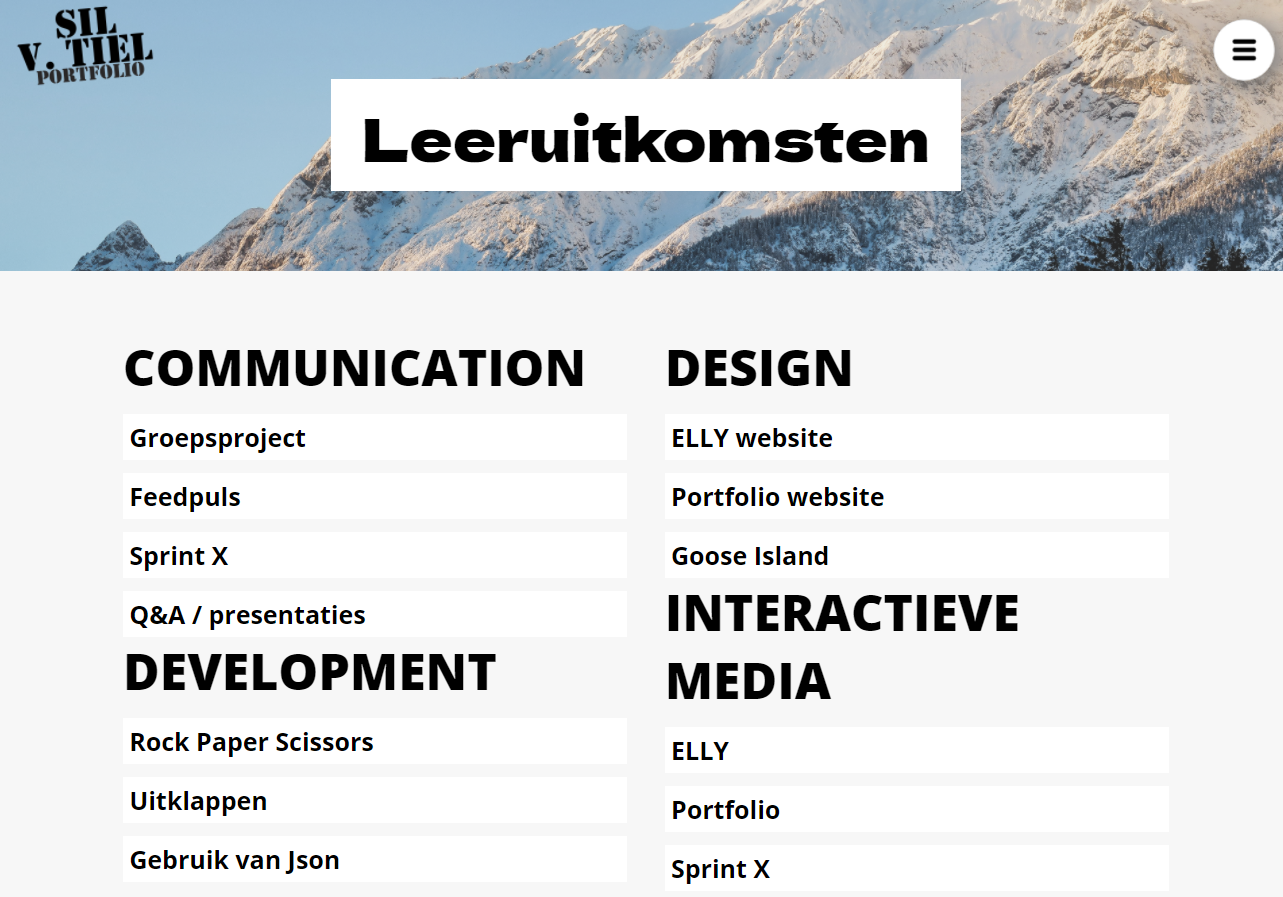 SIL
V. TIEL
PORTFOLIO
Leeruitkomsten
COMMUNICATION
Groepsproject
Feedpuls
Sprint X
Q&A / presentaties
DEVELOPMENT
Rock Paper Scissors
Uitklappen
Gebruik van Json
DESIGN
ELLY website
Portfolio website
Goose Island
INTERACTIEVE
MEDIA
ELLY
Portfolio
Sprint X